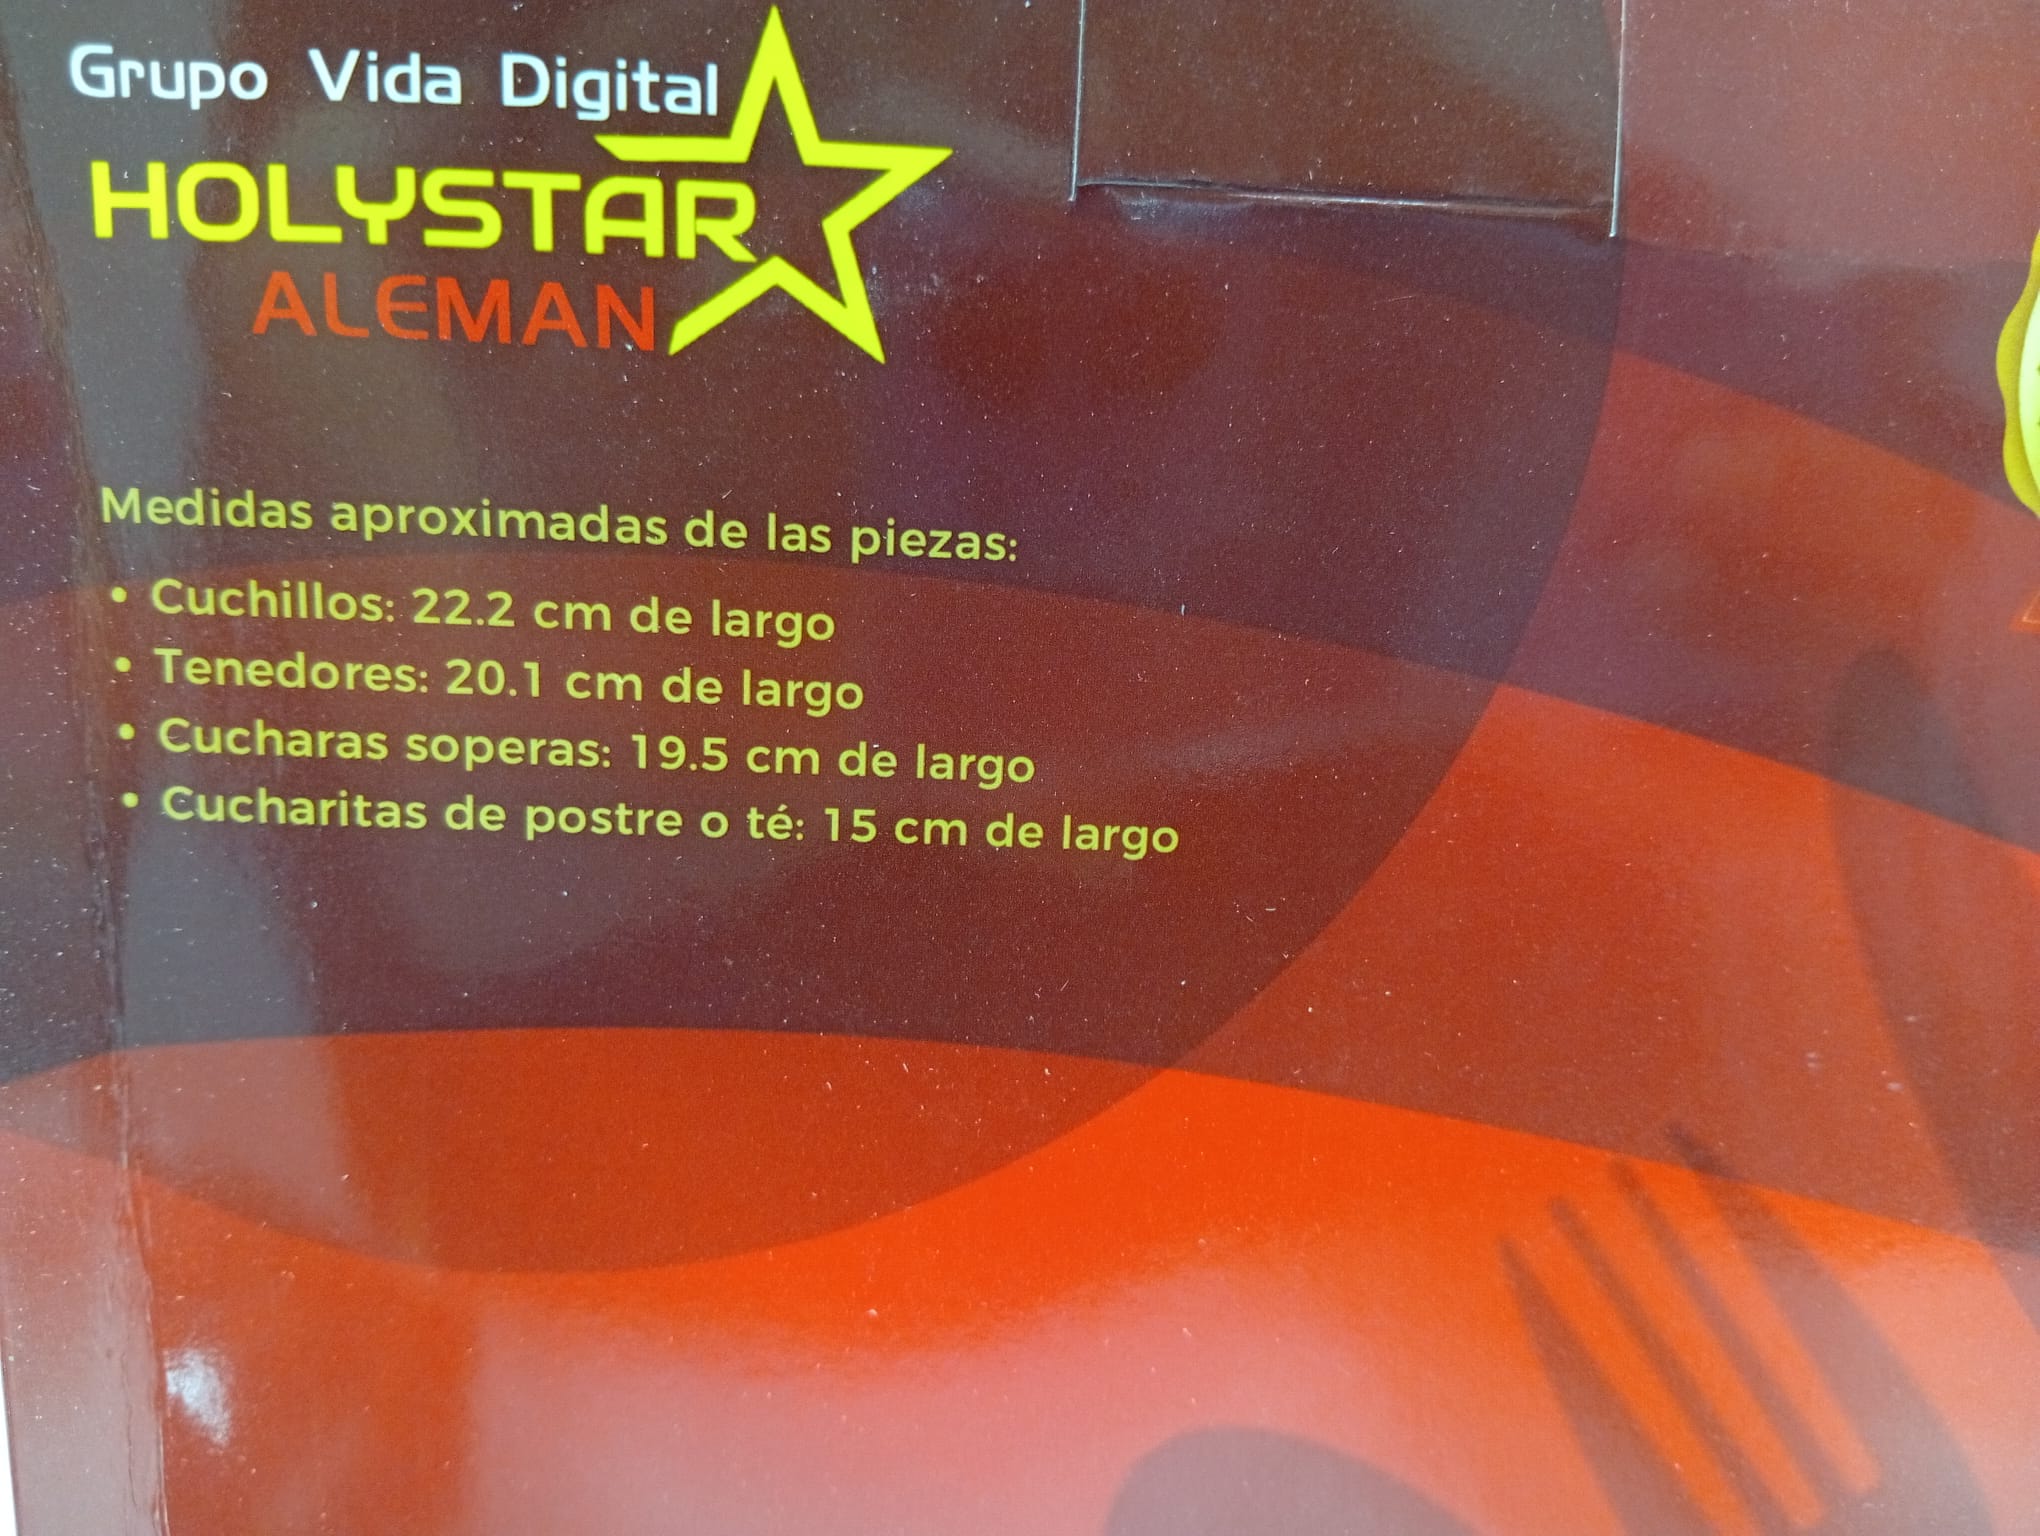 Grupo Vida Digital
HOLYSTAR
ALEMAN
Medidas aproximadas de las piezas:
• Cuchillos: 22.2 cm de largo
• Tenedores: 20.1 cm de largo
• Cucharas soperas: 19.5 cm de largo
• Cucharitas de postre o té: 15 cm de largo